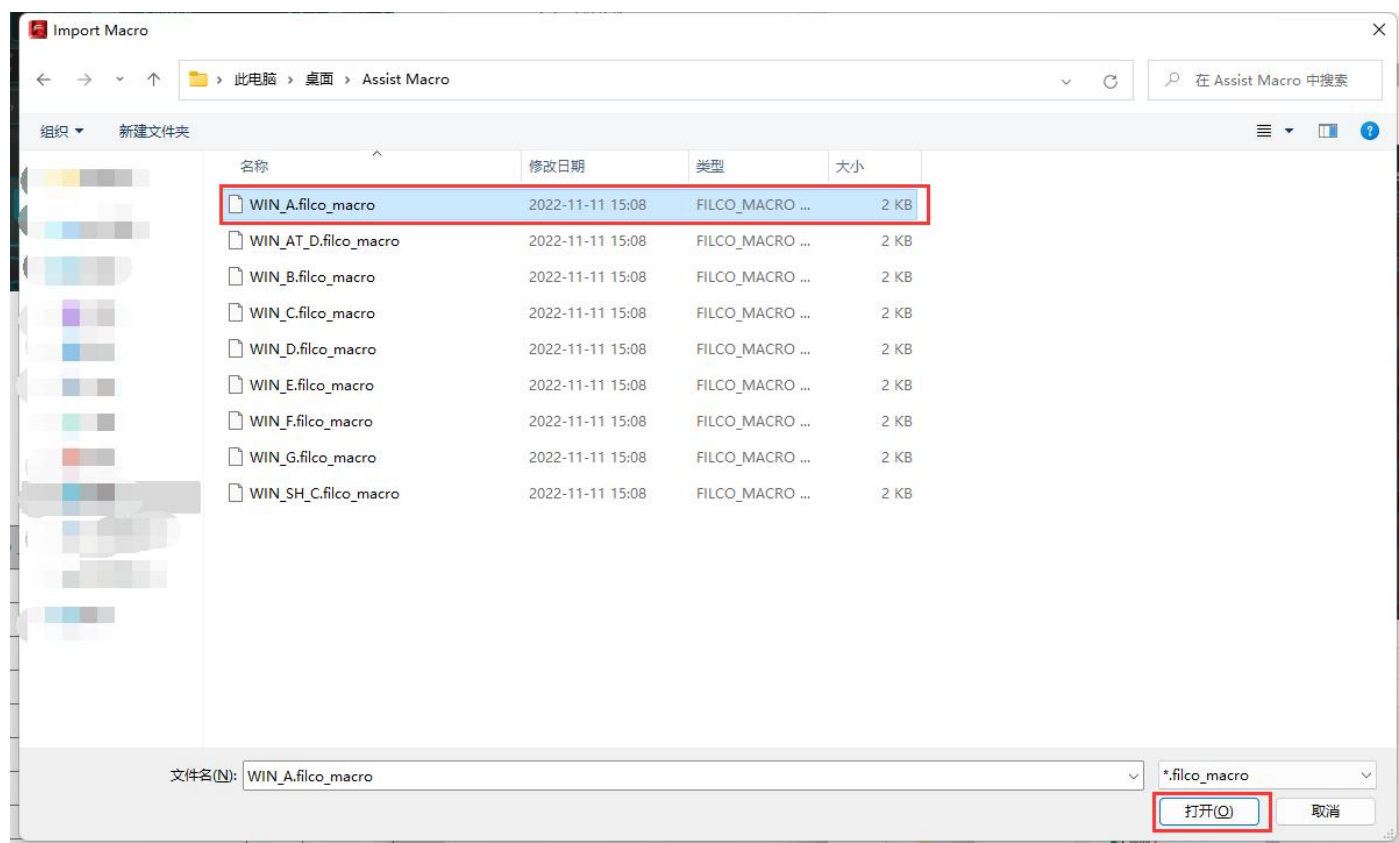 Import Macro
此电脑 > 桌面 > Assist Macro
在 Assist Macro 中搜索
组织 新建文件夹
名称 修改日期 类型 大小
WIN_A.filco_macro 2022-11-11 15:08 FILCO_MACRO ... 2 KB
WIN_AT_D.filco_macro 2022-11-11 15:08 FILCO_MACRO ... 2 KB
WIN_B.filco_macro 2022-11-11 15:08 FILCO_MACRO ... 2 KB
WIN_C.filco_macro 2022-11-11 15:08 FILCO_MACRO ... 2 KB
WIN_D.filco_macro 2022-11-11 15:08 FILCO_MACRO ... 2 KB
WIN_E.filco_macro 2022-11-11 15:08 FILCO_MACRO ... 2 KB
WIN_F.filco_macro 2022-11-11 15:08 FILCO_MACRO ... 2 KB
WIN_G.filco_macro 2022-11-11 15:08 FILCO_MACRO ... 2 KB
WIN_SH_C.filco_macro 2022-11-11 15:08 FILCO_MACRO ... 2 KB
文件名(N): WIN_A.filco_macro *.filco_macro
打开(O) 取消